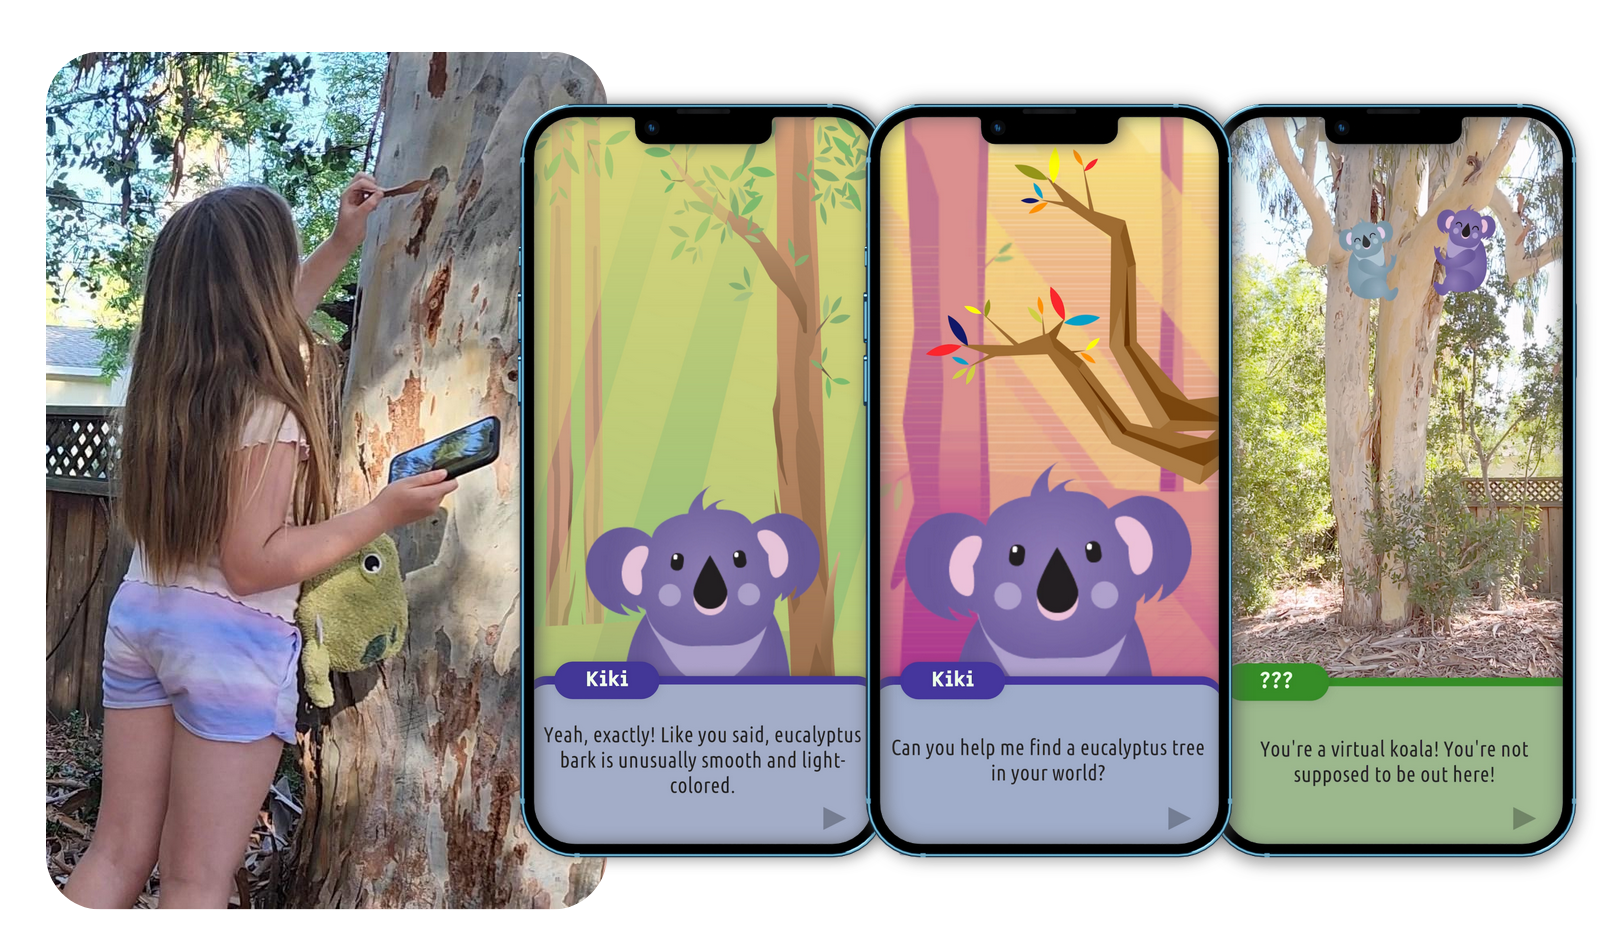 Kiki
Yeah, exactly! Like you said, eucalyptus
bark is unusually smooth and light-
colored.
Kiki
Can you help me find a eucalyptus tree
in your world?
???
You're a virtual koala! You're not
supposed to be out here!